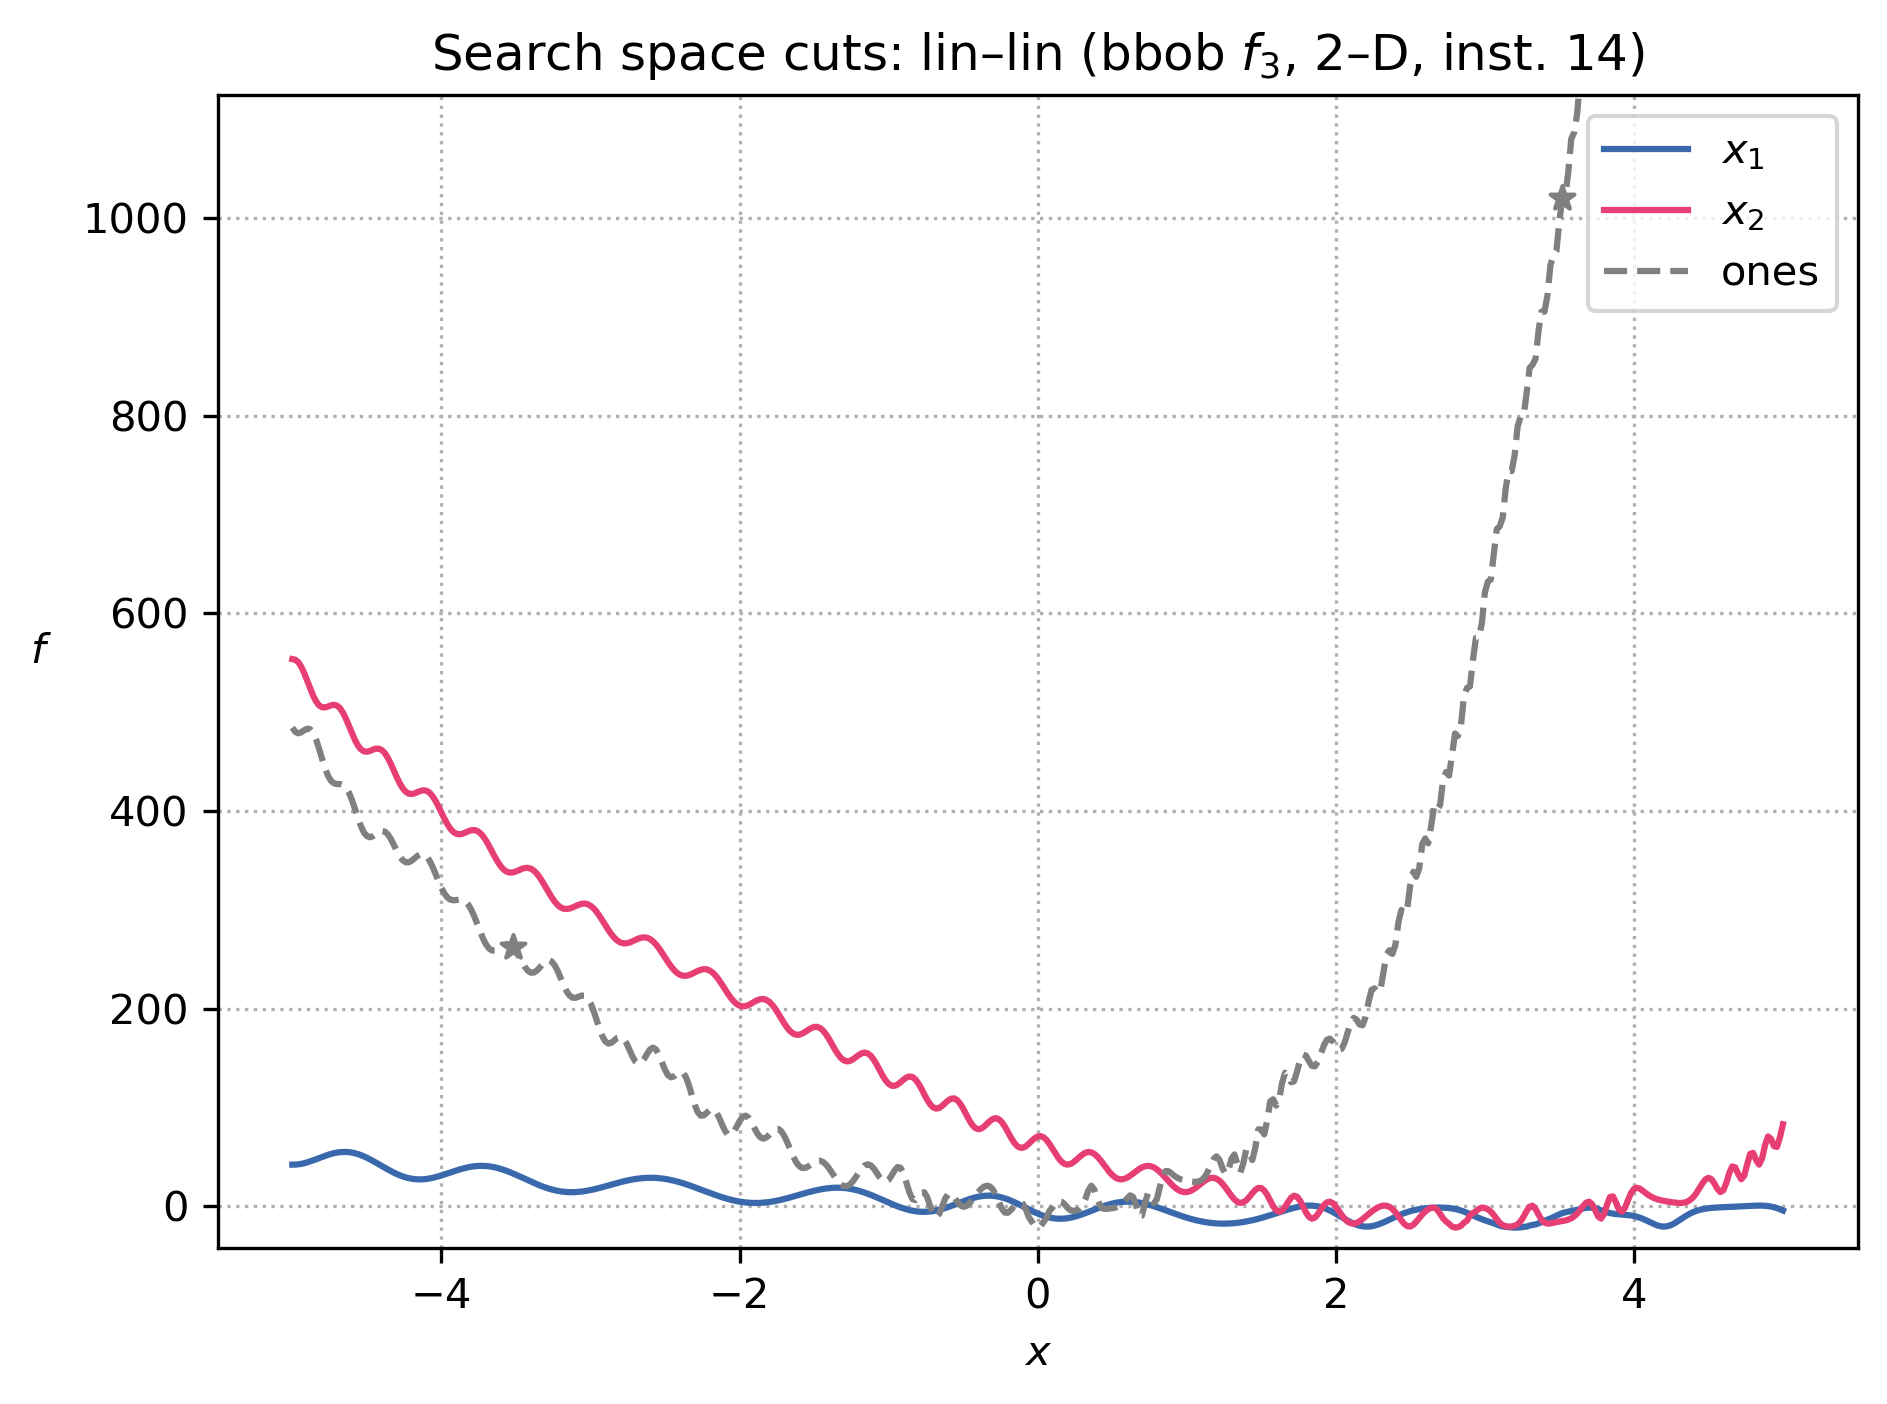 Search space cuts: lin–lin (bbob f₃, 2–D, inst. 14)
x₁
x₂
ones
1000
800
600
400
200
0
f
−4
−2
0
2
4
x